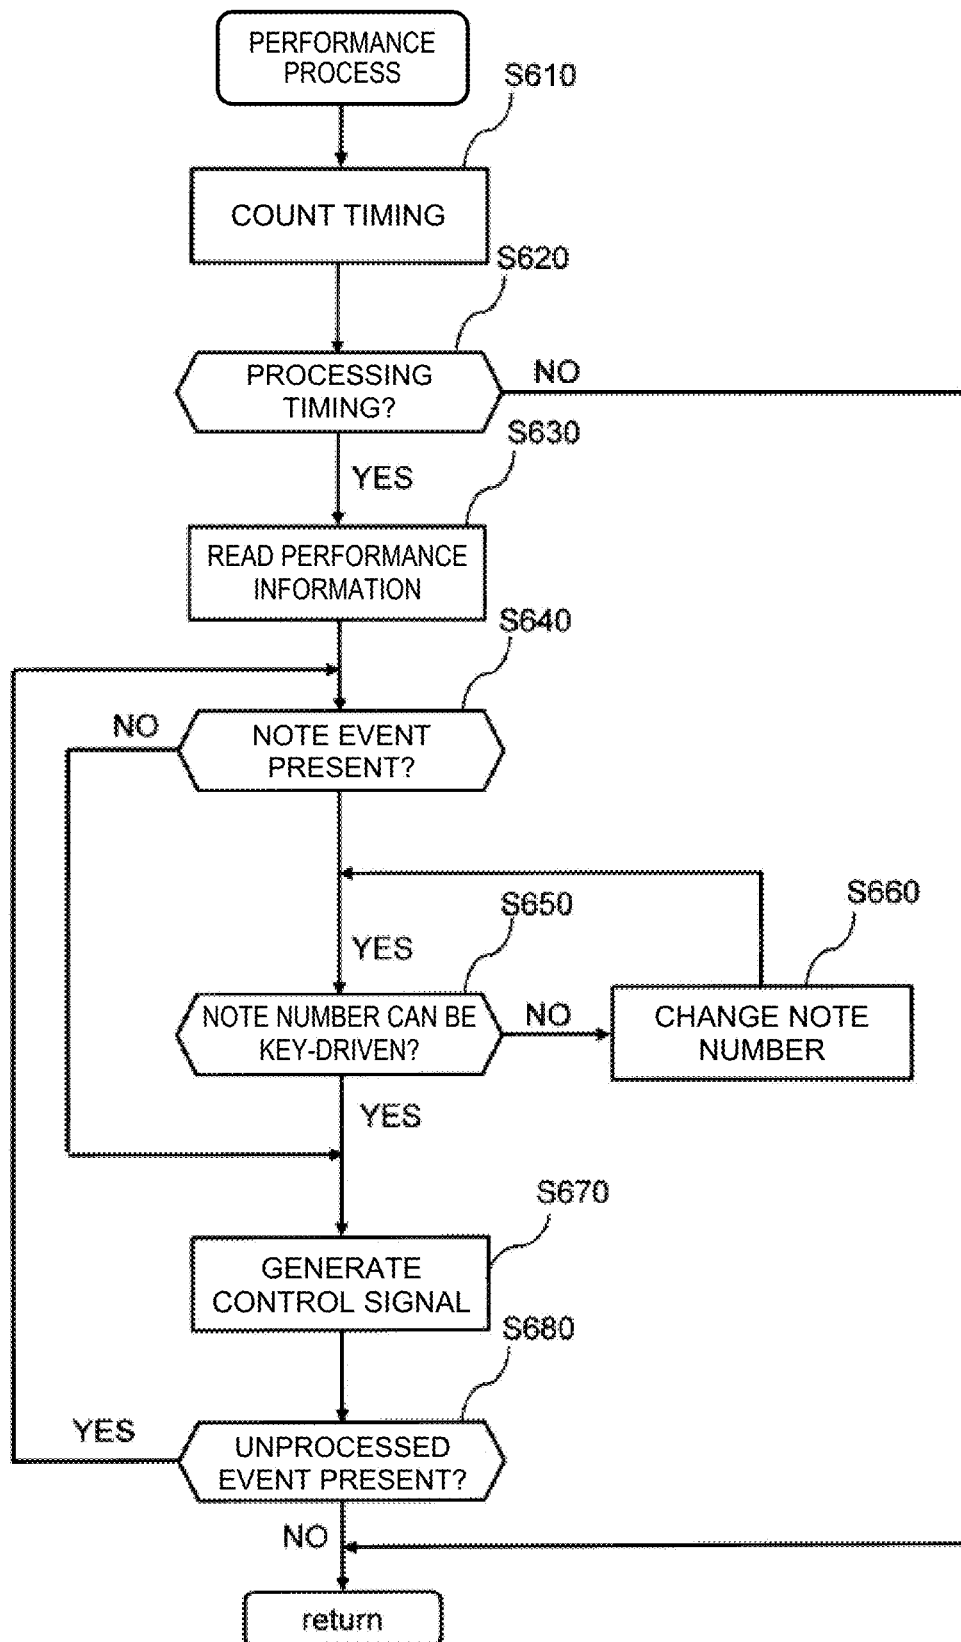 PERFORMANCE
PROCESS
S610
COUNT TIMING
S620
PROCESSING
TIMING?
NO
YES
S630
READ PERFORMANCE
INFORMATION
S640
NO
NOTE EVENT
PRESENT?
YES
S650
S660
NOTE NUMBER CAN BE
KEY-DRIVEN?
NO
CHANGE NOTE
NUMBER
YES
S670
GENERATE
CONTROL SIGNAL
S680
YES
UNPROCESSED
EVENT PRESENT?
NO
return